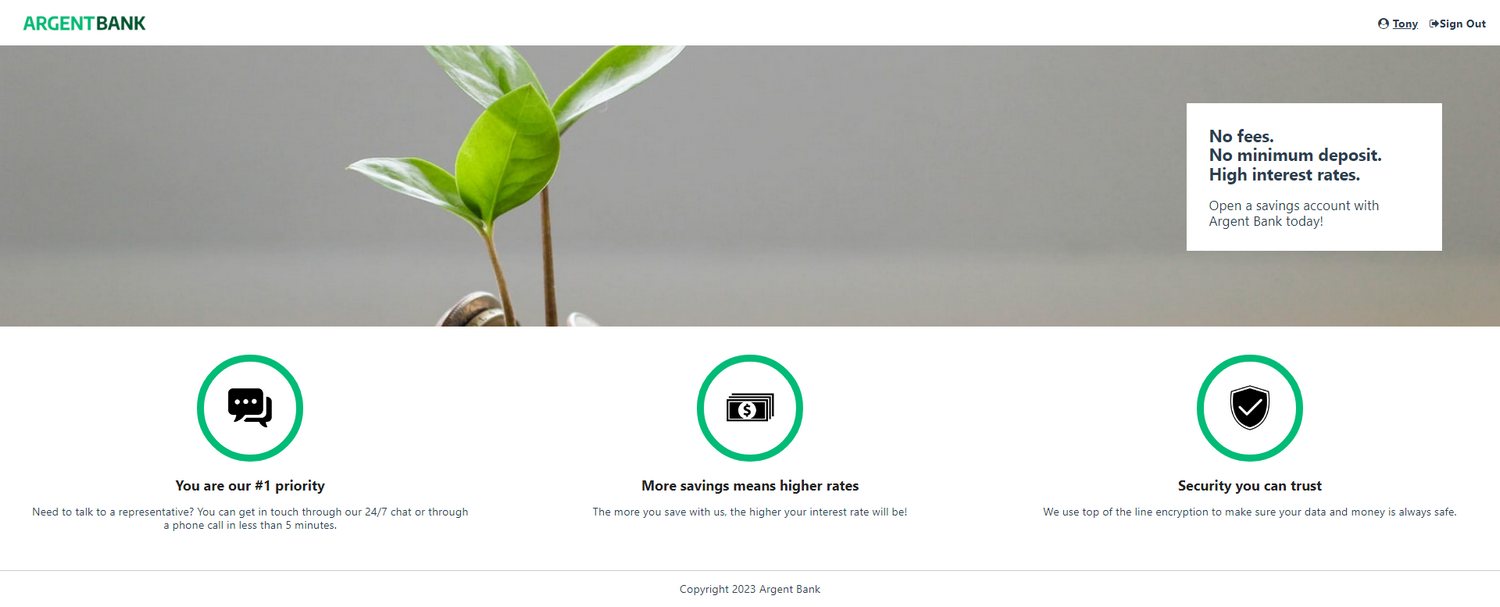 ARGENTBANK
Tony Sign Out
No fees.
No minimum deposit.
High interest rates.
Open a savings account with
Argent Bank today!
You are our #1 priority
Need to talk to a representative? You can get in touch through our 24/7 chat or through
a phone call in less than 5 minutes.
More savings means higher rates
The more you save with us, the higher your interest rate will be!
Security you can trust
We use top of the line encryption to make sure your data and money is always safe.
Copyright 2023 Argent Bank